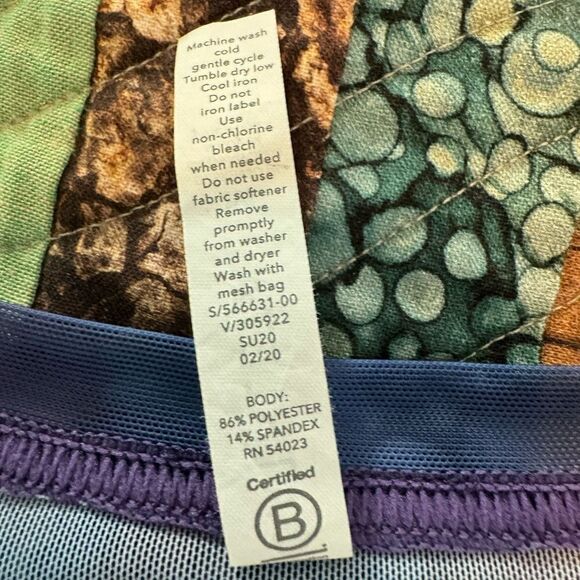 Machine wash
cold
gentle cycle
Tumble dry low
Cool iron
Do not
iron label
Use
non-chlorine
bleach
when needed
Do not use
fabric softener
Remove
promptly
from washer
and dryer
Wash with
mesh bag
S/566631-00
V/305922
SU20
02/20
BODY:
86% POLYESTER
14% SPANDEX
RN 54023
Certified
B